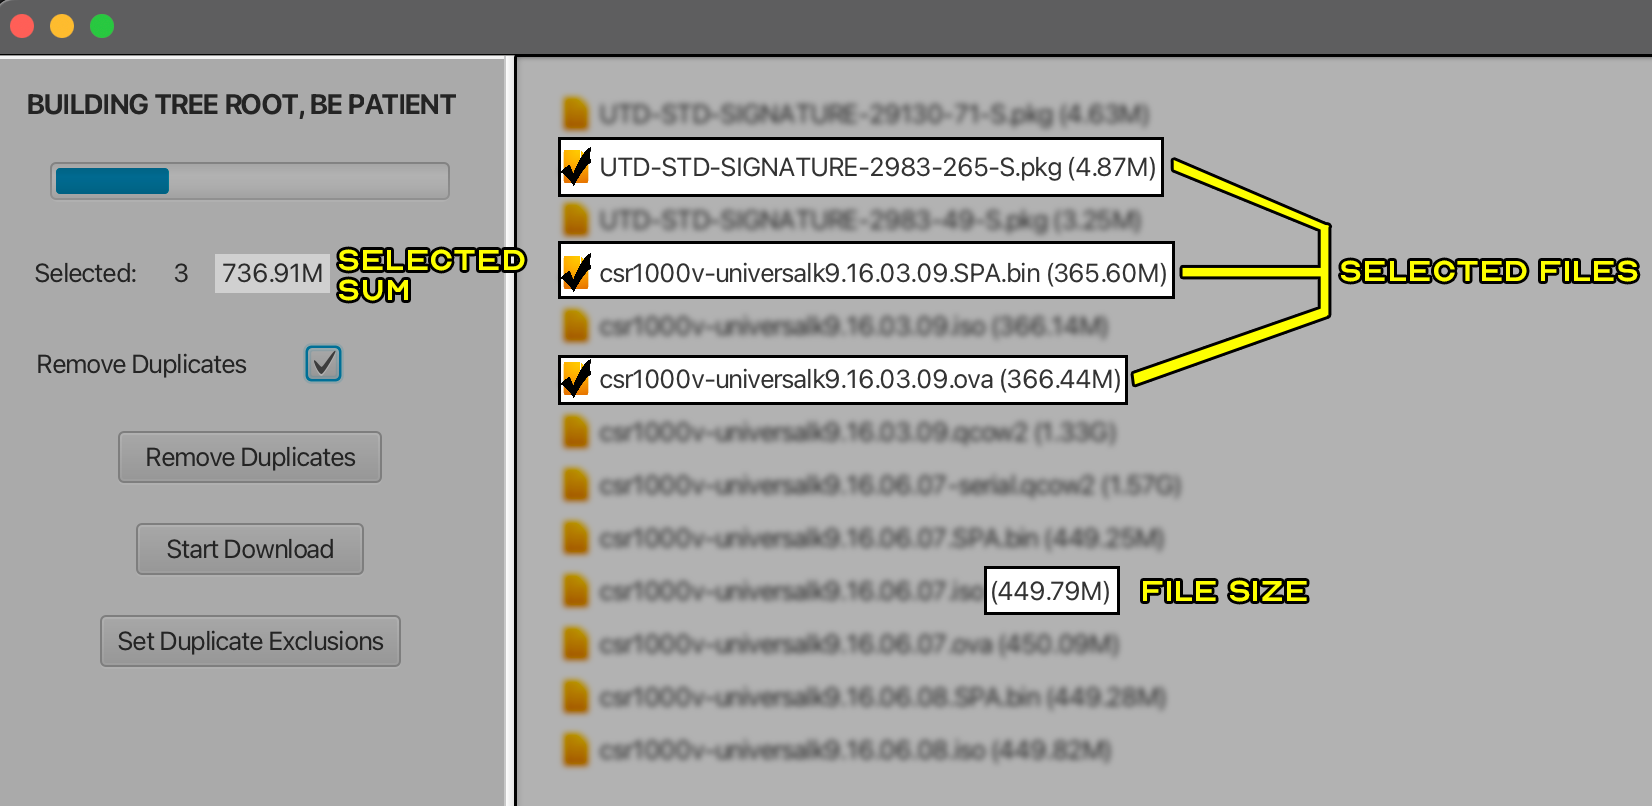 BUILDING TREE ROOT, BE PATIENT
Selected: 3 736.91M
SELECTED
SUM
Remove Duplicates
Remove Duplicates
Start Download
Set Duplicate Exclusions
UTD-STD-SIGNATURE-29130-71-S.pkg (4.63M)
UTD-STD-SIGNATURE-2983-265-S.pkg (4.87M)
UTD-STD-SIGNATURE-2983-49-S.pkg (3.25M)
csr1000v-universalk9.16.03.09.SPA.bin (365.60M)
csr1000v-universalk9.16.03.09.iso (366.14M)
csr1000v-universalk9.16.03.09.ova (366.44M)
csr1000v-universalk9.16.03.09.qcow2 (1.33G)
csr1000v-universalk9.16.06.07-serial.qcow2 (1.57G)
csr1000v-universalk9.16.06.07.SPA.bin (449.25M)
csr1000v-universalk9.16.06.07.iso (449.79M)
csr1000v-universalk9.16.06.07.ova (450.09M)
csr1000v-universalk9.16.06.08.SPA.bin (449.28M)
csr1000v-universalk9.16.06.08.iso (449.82M)
SELECTED FILES
FILE SIZE